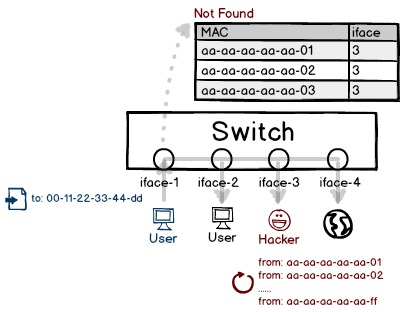 Not Found
MAC iface
aa-aa-aa-aa-aa-01 3
aa-aa-aa-aa-aa-02 3
aa-aa-aa-aa-aa-03 3
Switch
iface-1 iface-2 iface-3 iface-4
to: 00-11-22-33-44-dd
User User Hacker
from: aa-aa-aa-aa-aa-01
from: aa-aa-aa-aa-aa-02
......
from: aa-aa-aa-aa-aa-ff